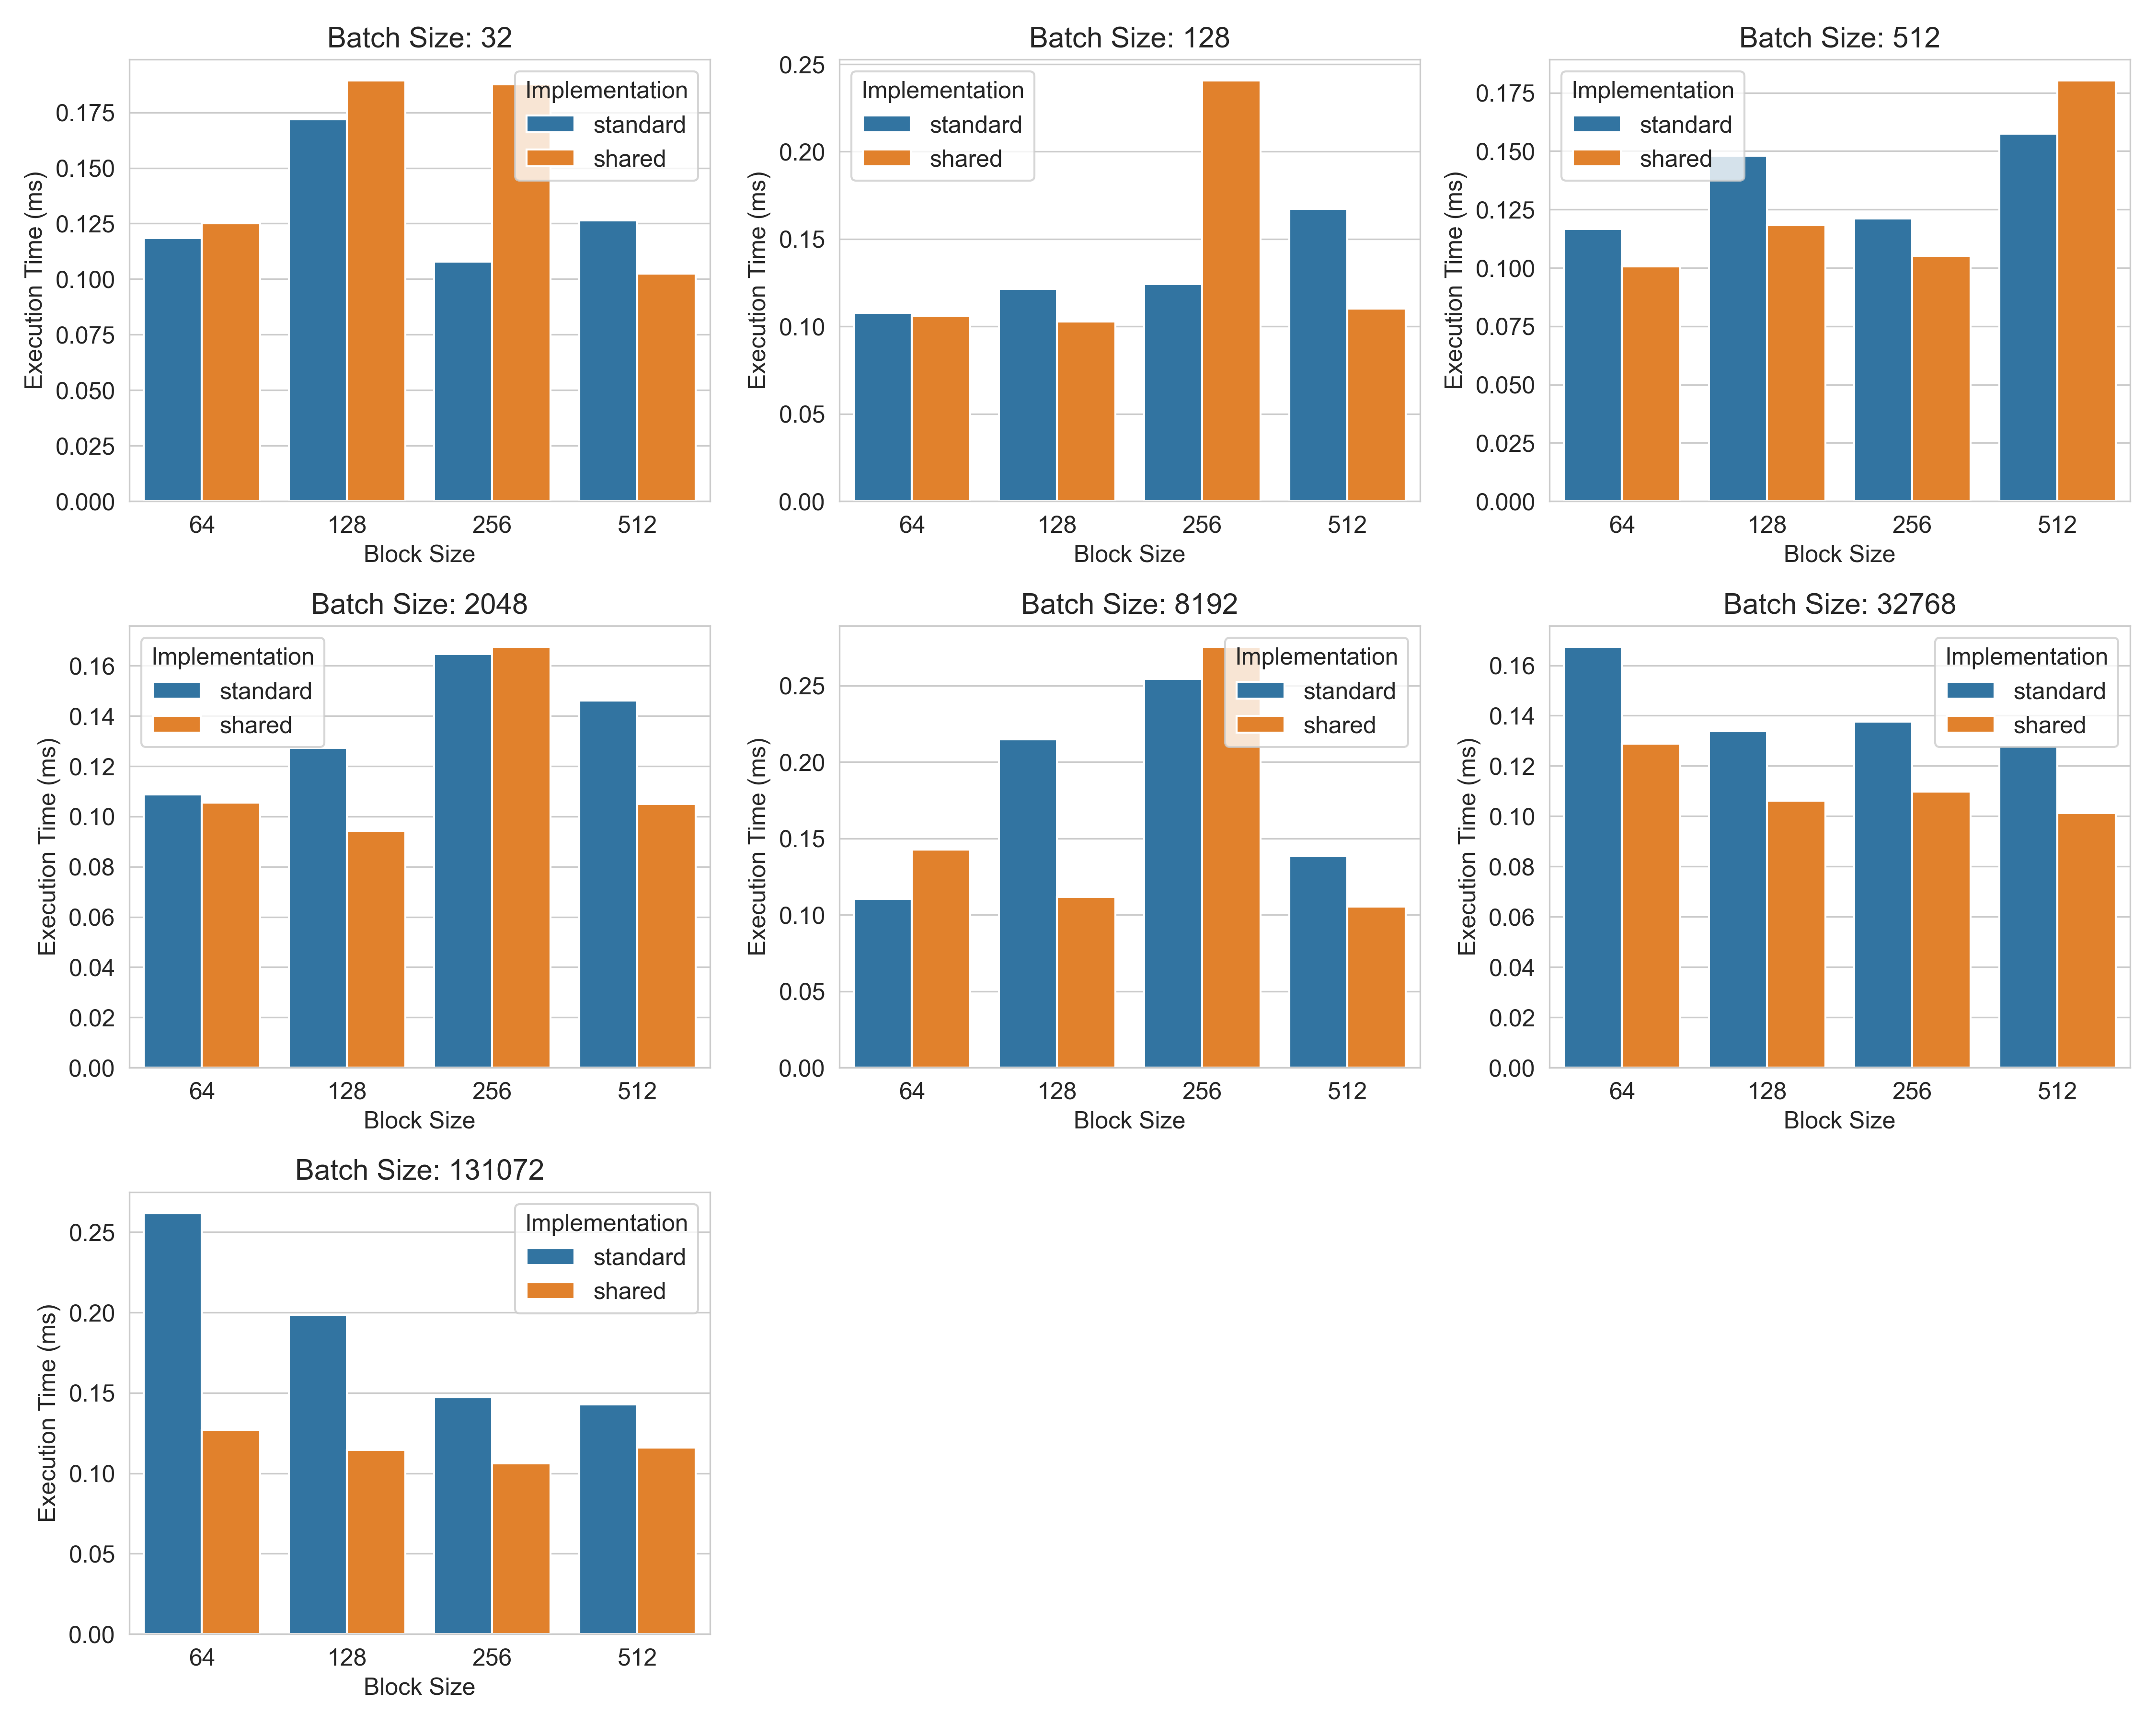 Batch Size: 32
Execution Time (ms)
0.175
0.150
0.125
0.100
0.075
0.050
0.025
0.000
Implementation
standard
shared
64 128 256 512
Block Size
Batch Size: 128
Execution Time (ms)
0.25
0.20
0.15
0.10
0.05
0.00
Implementation
standard
shared
64 128 256 512
Block Size
Batch Size: 512
Execution Time (ms)
0.175
0.150
0.125
0.100
0.075
0.050
0.025
0.000
Implementation
standard
shared
64 128 256 512
Block Size
Batch Size: 2048
Execution Time (ms)
0.16
0.14
0.12
0.10
0.08
0.06
0.04
0.02
0.00
Implementation
standard
shared
64 128 256 512
Block Size
Batch Size: 8192
Execution Time (ms)
0.25
0.20
0.15
0.10
0.05
0.00
Implementation
standard
shared
64 128 256 512
Block Size
Batch Size: 32768
Execution Time (ms)
0.16
0.14
0.12
0.10
0.08
0.06
0.04
0.02
0.00
Implementation
standard
shared
64 128 256 512
Block Size
Batch Size: 131072
Execution Time (ms)
0.25
0.20
0.15
0.10
0.05
0.00
Implementation
standard
shared
64 128 256 512
Block Size